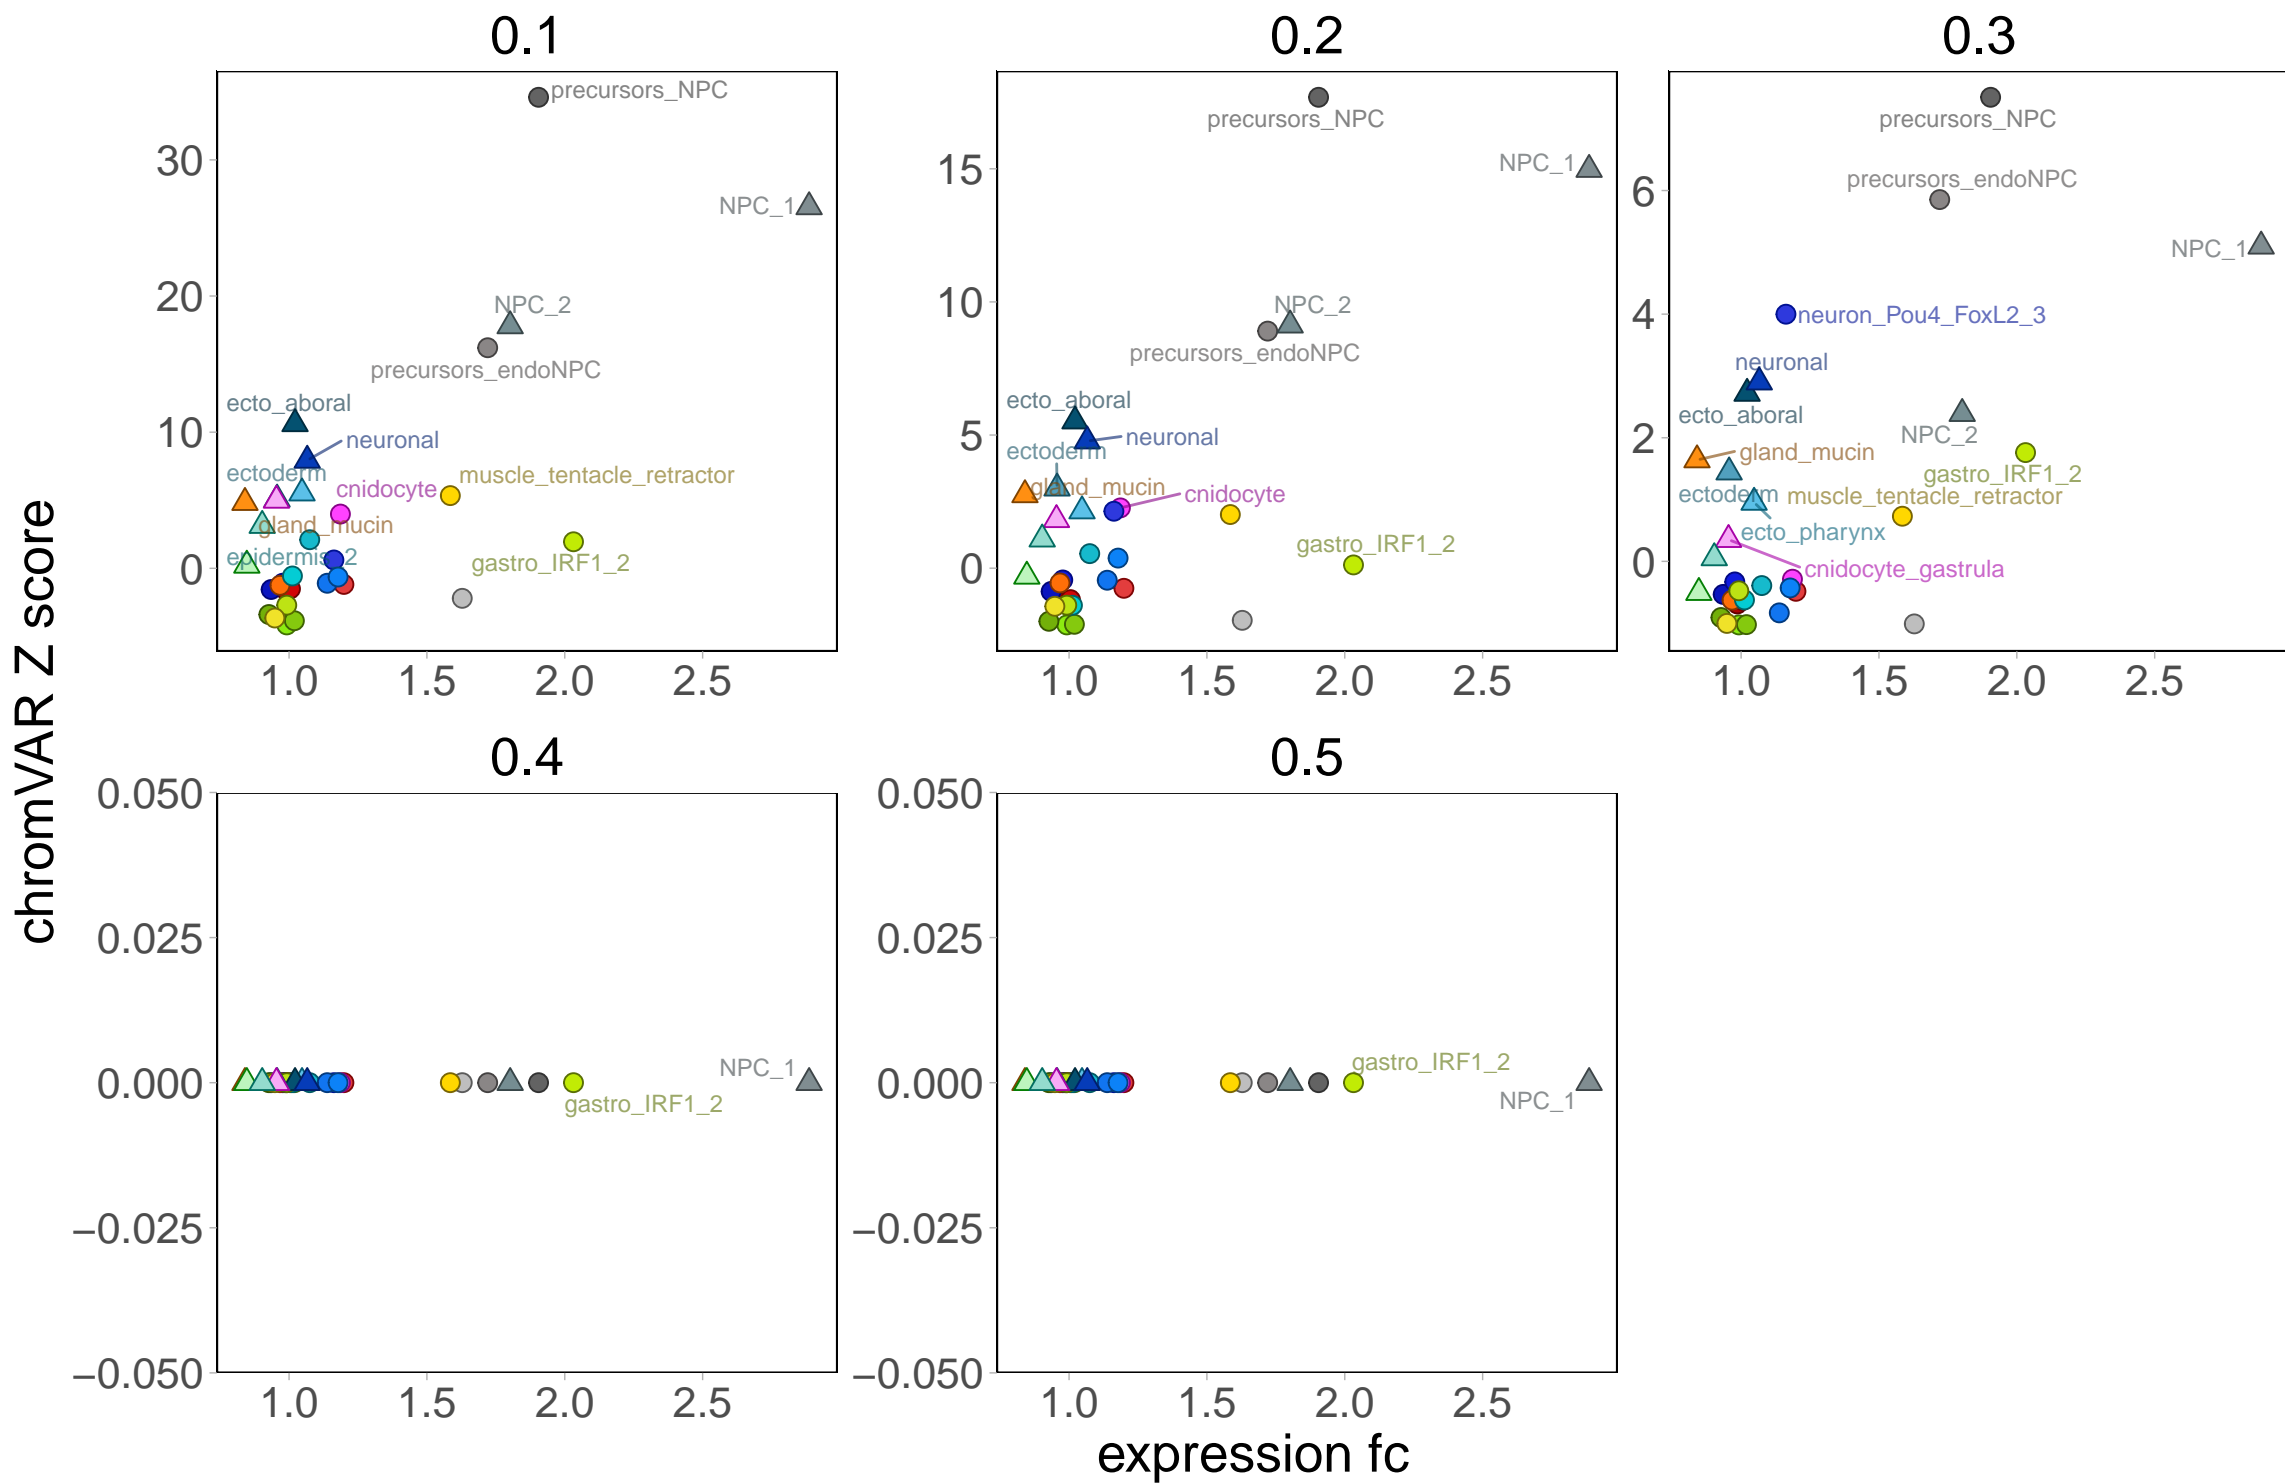 0.1
0.2
0.3
precursors_NPC
NPC_1
NPC_2
precursors_endoNPC
ecto_aboral
neuronal
ectoderm
muscle_tentacle_retractor
cnidocyte
gland_mucin
epidermis_2
gastro_IRF1_2
30
20
10
0
1.0
1.5
2.0
2.5
precursors_NPC
NPC_1
NPC_2
precursors_endoNPC
ecto_aboral
neuronal
ectoderm
gland_mucin
cnidocyte
gastro_IRF1_2
15
10
5
0
1.0
1.5
2.0
2.5
precursors_NPC
precursors_endoNPC
NPC_1
neuron_Pou4_FoxL2_3
neuronal
ecto_aboral
NPC_2
gland_mucin
gastro_IRF1_2
ectoderm
muscle_tentacle_retractor
ecto_pharynx
cnidocyte_gastrula
6
4
2
0
1.0
1.5
2.0
2.5
chromVAR Z score
0.4
0.5
0.050
0.025
0.000
−0.025
−0.050
NPC_1
gastro_IRF1_2
1.0
1.5
2.0
2.5
0.050
0.025
0.000
−0.025
−0.050
gastro_IRF1_2
NPC_1
1.0
1.5
2.0
2.5
expression fc